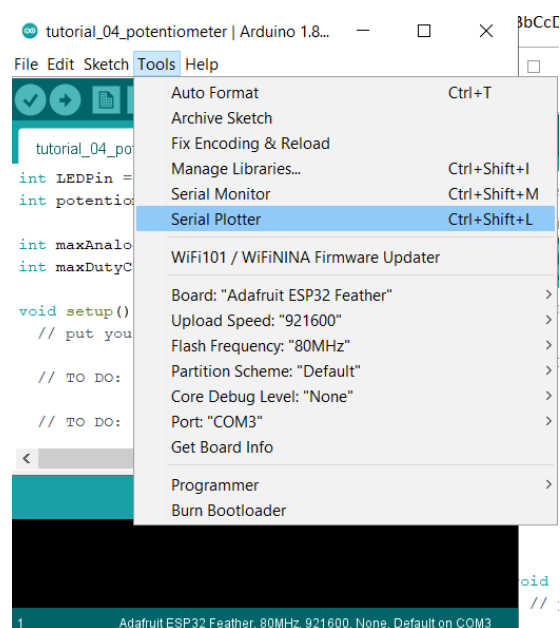 tutorial_04_potentiometer | Arduino 1.8...
File Edit Sketch Tools Help
Auto Format Ctrl+T
Archive Sketch
Fix Encoding & Reload
Manage Libraries... Ctrl+Shift+I
Serial Monitor Ctrl+Shift+M
Serial Plotter Ctrl+Shift+L
WiFi101 / WiFiNINA Firmware Updater
Board: "Adafruit ESP32 Feather"
Upload Speed: "921600"
Flash Frequency: "80MHz"
Partition Scheme: "Default"
Core Debug Level: "None"
Port: "COM3"
Get Board Info
Programmer
Burn Bootloader
tutorial_04_po
int LEDPin =
int potentio
int maxAnalo
int maxDutyC
void setup()
// put you
// TO DO:
// TO DO:
1 Adafruit ESP32 Feather, 80MHz, 921600, None, Default on COM3
bCcD
oid
//